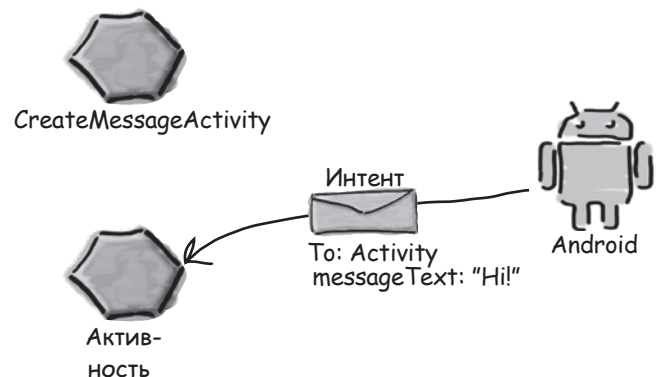 CreateMessageActivity
Интент
To: Activity
messageText: "Hi!"
Android
Актив-
ность